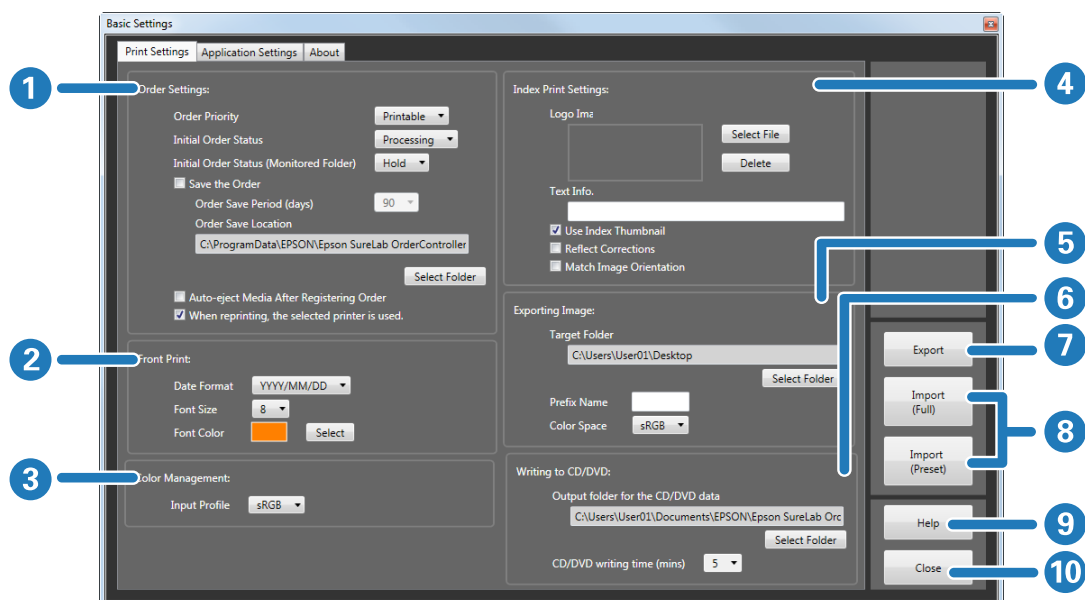 Basic Settings
Print Settings Application Settings About
1
Order Settings:
Order Priority Printable
Initial Order Status Processing
Initial Order Status (Monitored Folder) Hold
Save the Order
Order Save Period (days) 90
Order Save Location
C:\ProgramData\EPSON\Epson SureLab OrderController
Select Folder
Auto-eject Media After Registering Order
When reprinting, the selected printer is used.
2
Front Print:
Date Format YYYY/MM/DD
Font Size 8
Font Color Select
3
Color Management:
Input Profile sRGB
4
Index Print Settings:
Logo Ima
Select File
Delete
Text Info.
Use Index Thumbnail
Reflect Corrections
Match Image Orientation
5
Exporting Image:
Target Folder
C:\Users\User01\Desktop
Select Folder
Prefix Name
Color Space sRGB
6
Writing to CD/DVD:
Output folder for the CD/DVD data
C:\Users\User01\Documents\EPSON\Epson SureLab Orc
Select Folder
CD/DVD writing time (mins) 5
Export 7
Import
(Full)
8
Import
(Preset)
Help 9
Close 10